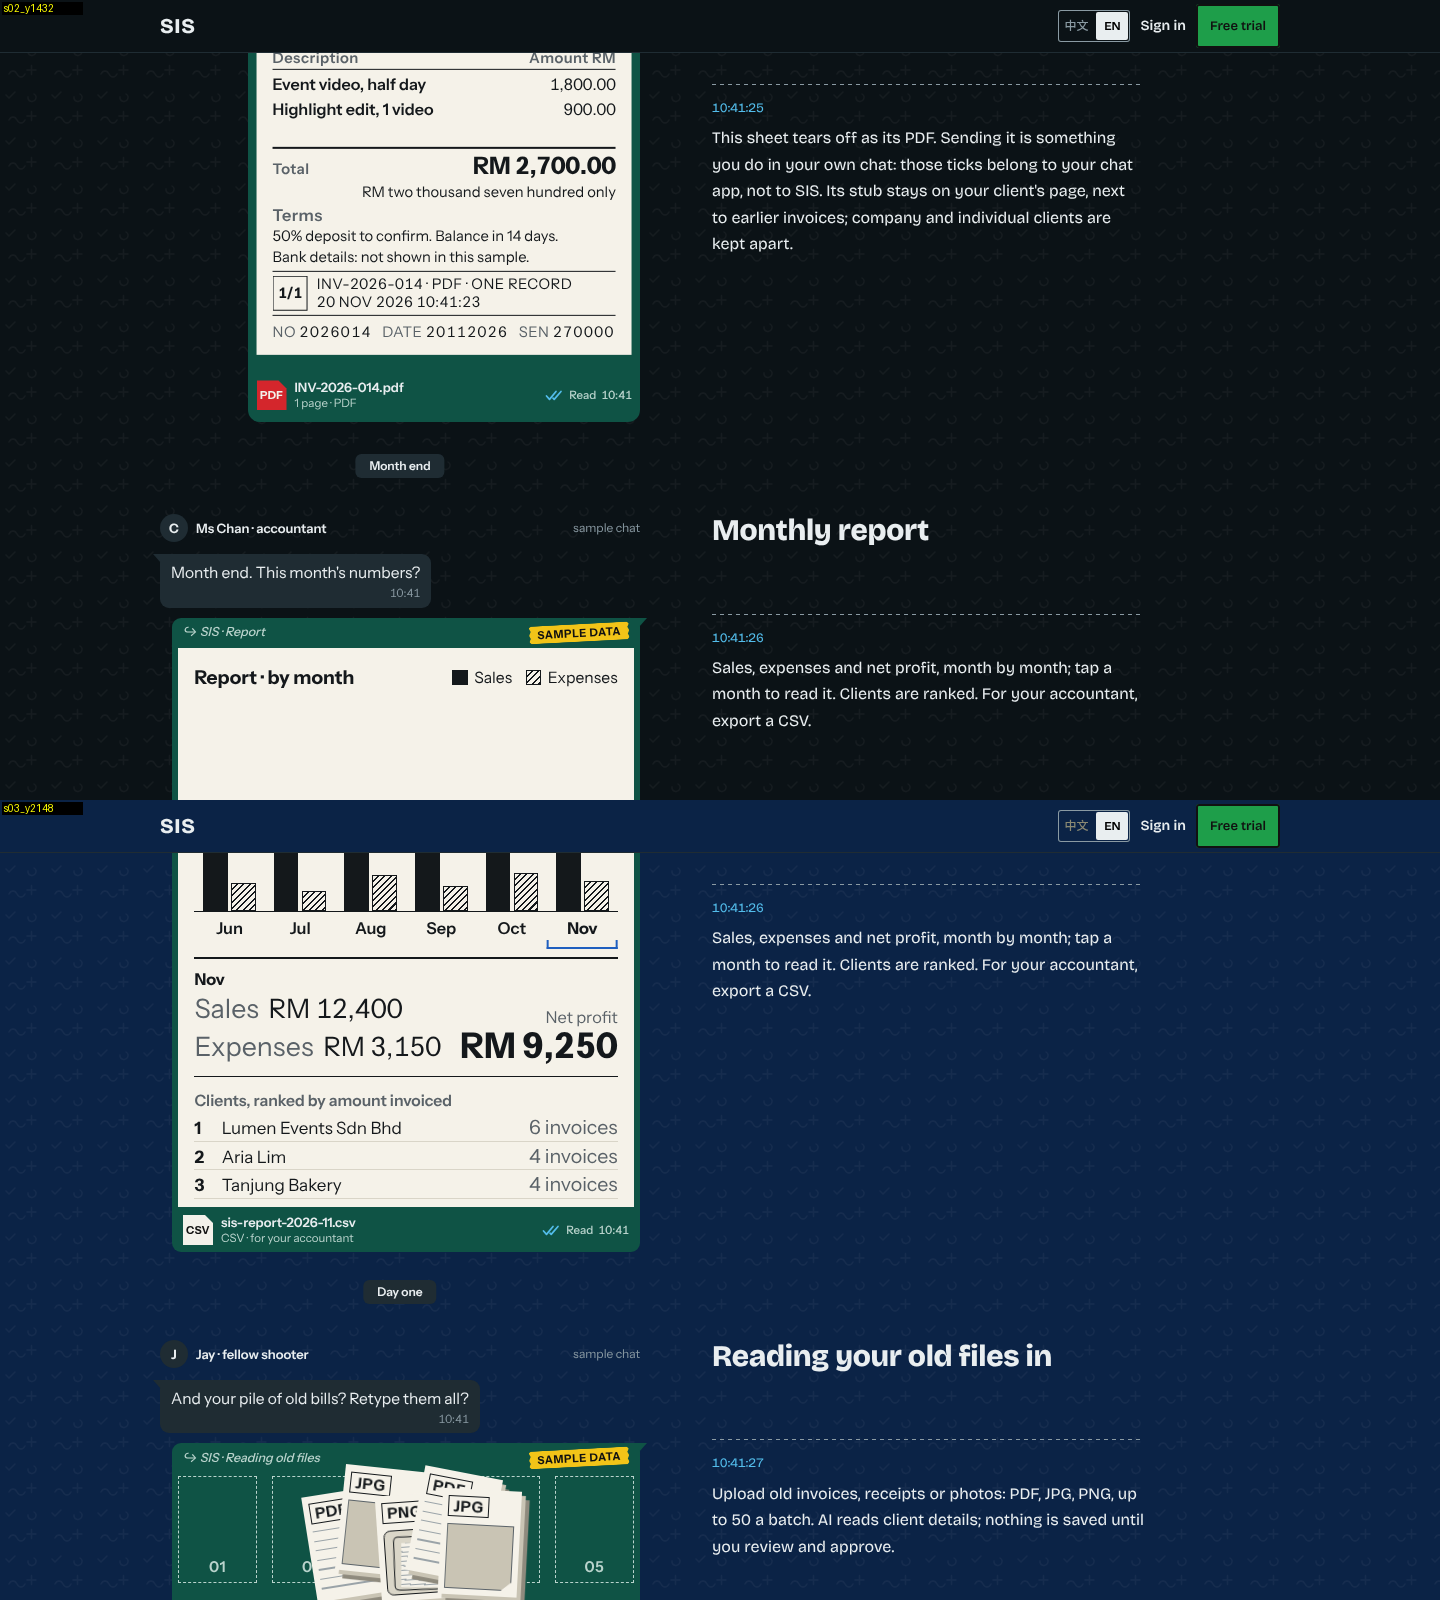 s02_y1432
SIS
中文 EN Sign in Free trial
Description Amount RM
Event video, half day 1,800.00
Highlight edit, 1 video 900.00
Total RM 2,700.00
RM two thousand seven hundred only
Terms
50% deposit to confirm. Balance in 14 days.
Bank details: not shown in this sample.
1/1 INV-2026-014 · PDF · ONE RECORD
20 NOV 2026 10:41:23
NO 2026014 DATE 20112026 SEN 270000
PDF INV-2026-014.pdf
1 page · PDF
Read 10:41
10:41:25
This sheet tears off as its PDF. Sending it is something
you do in your own chat: those ticks belong to your chat
app, not to SIS. Its stub stays on your client's page, next
to earlier invoices; company and individual clients are
kept apart.
Month end
C Ms Chan · accountant sample chat
Month end. This month's numbers?
10:41
SIS · Report SAMPLE DATA
Report · by month Sales Expenses
Monthly report
10:41:26
Sales, expenses and net profit, month by month; tap a
month to read it. Clients are ranked. For your accountant,
export a CSV.
s03_y2148
SIS
中文 EN Sign in Free trial
Jun Jul Aug Sep Oct Nov
Nov
Sales RM 12,400
Expenses RM 3,150
Net profit
RM 9,250
Clients, ranked by amount invoiced
1 Lumen Events Sdn Bhd 6 invoices
2 Aria Lim 4 invoices
3 Tanjung Bakery 4 invoices
CSV sis-report-2026-11.csv
CSV · for your accountant
Read 10:41
10:41:26
Sales, expenses and net profit, month by month; tap a
month to read it. Clients are ranked. For your accountant,
export a CSV.
Day one
J Jay · fellow shooter sample chat
And your pile of old bills? Retype them all?
10:41
SIS · Reading old files SAMPLE DATA
JPG
JPG
01
05
Reading your old files in
10:41:27
Upload old invoices, receipts or photos: PDF, JPG, PNG, up
to 50 a batch. AI reads client details; nothing is saved until
you review and approve.